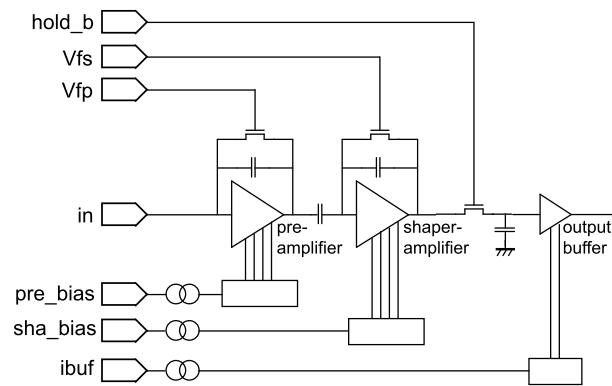 hold_b
Vfs
Vfp
in
pre-
amplifier
shaper-
amplifier
output
buffer
pre_bias
sha_bias
ibuf